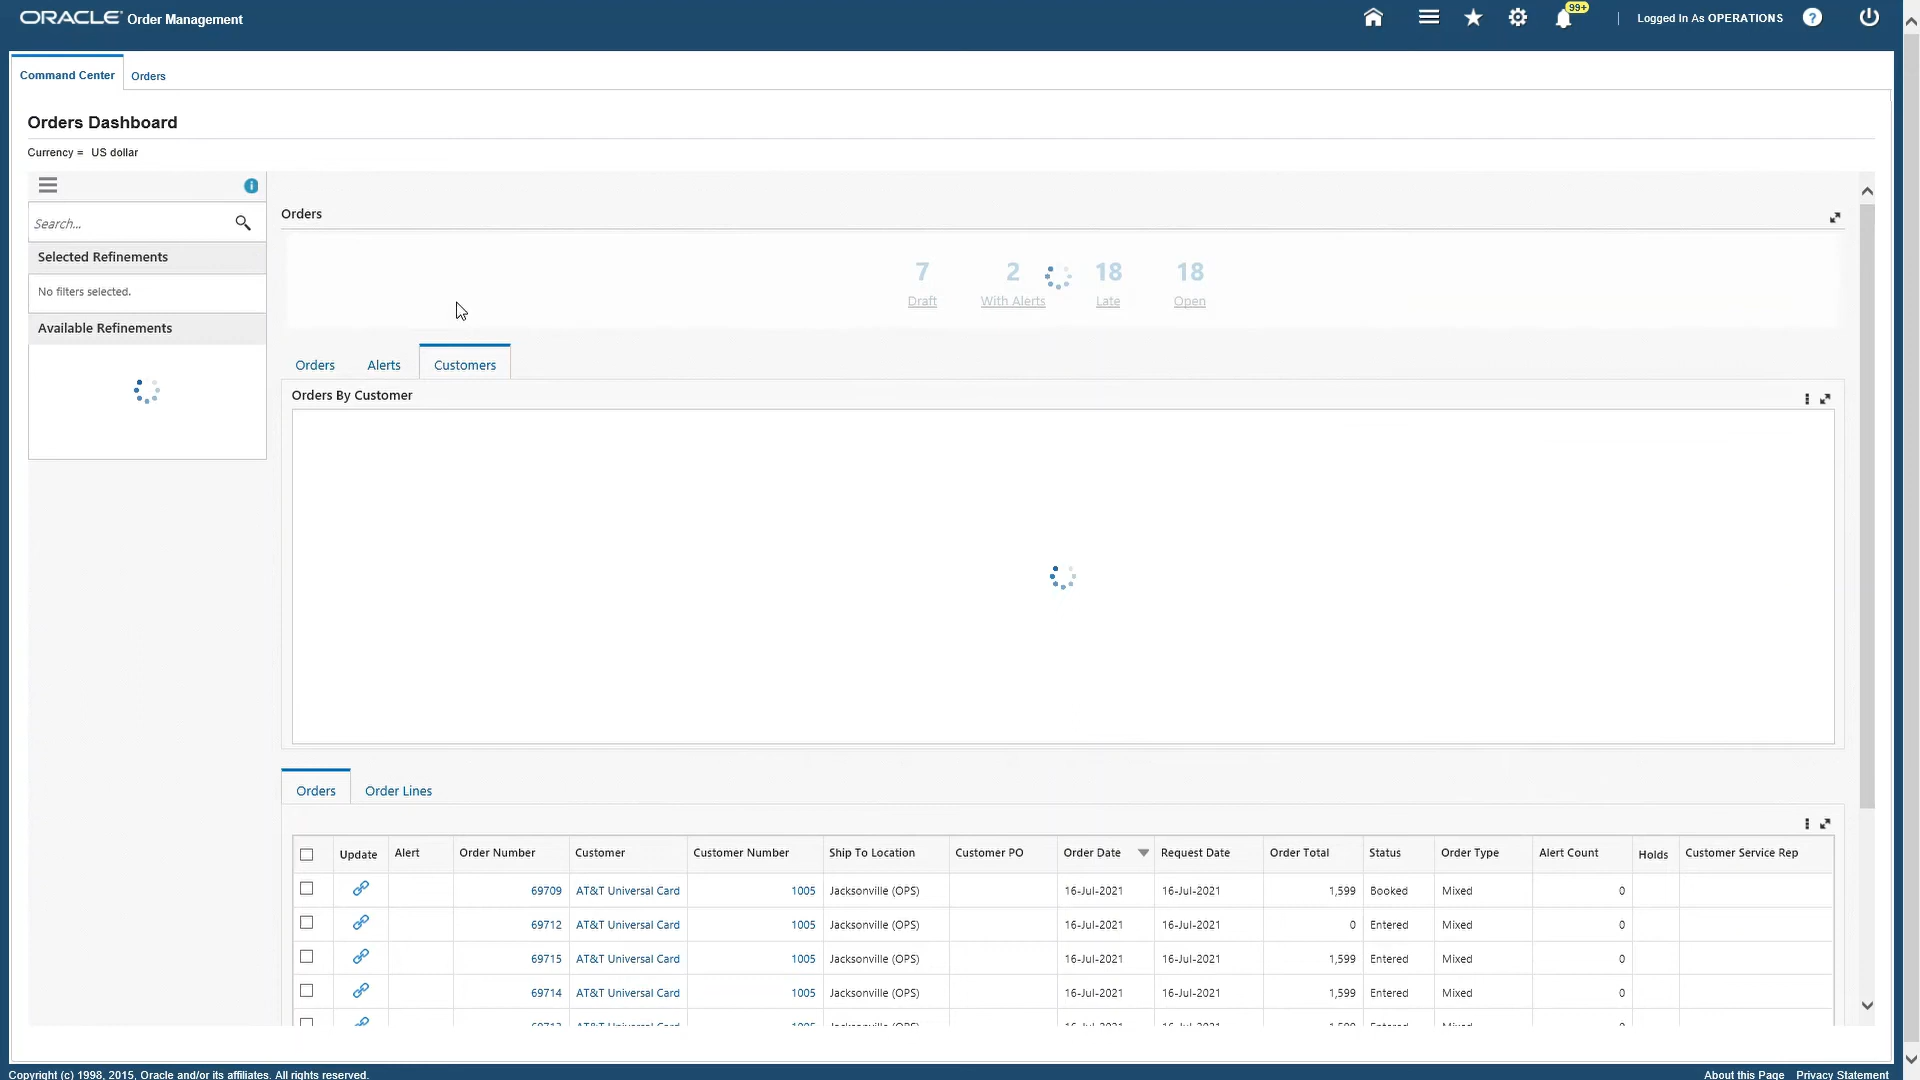 ORACLE Order Management 99+ Logged In As OPERATIONS ?
Command Center Orders
Orders Dashboard
Currency = US dollar
Search...
Selected Refinements
No filters selected.
Available Refinements
Orders
7 2 18 18
Draft With Alerts Late Open
Orders Alerts Customers
Orders By Customer
Orders Order Lines
Update Alert Order Number Customer Customer Number Ship To Location Customer PO Order Date Request Date Order Total Status Order Type Alert Count Holds Customer Service Rep
69709 AT&T Universal Card 1005 Jacksonville (OPS) 16-Jul-2021 16-Jul-2021 1,599 Booked Mixed 0
69712 AT&T Universal Card 1005 Jacksonville (OPS) 16-Jul-2021 16-Jul-2021 0 Entered Mixed 0
69715 AT&T Universal Card 1005 Jacksonville (OPS) 16-Jul-2021 16-Jul-2021 1,599 Entered Mixed 0
69714 AT&T Universal Card 1005 Jacksonville (OPS) 16-Jul-2021 16-Jul-2021 1,599 Entered Mixed 0
Copyright (c) 1998, 2015, Oracle and/or its affiliates. All rights reserved. About this Page Privacy Statement